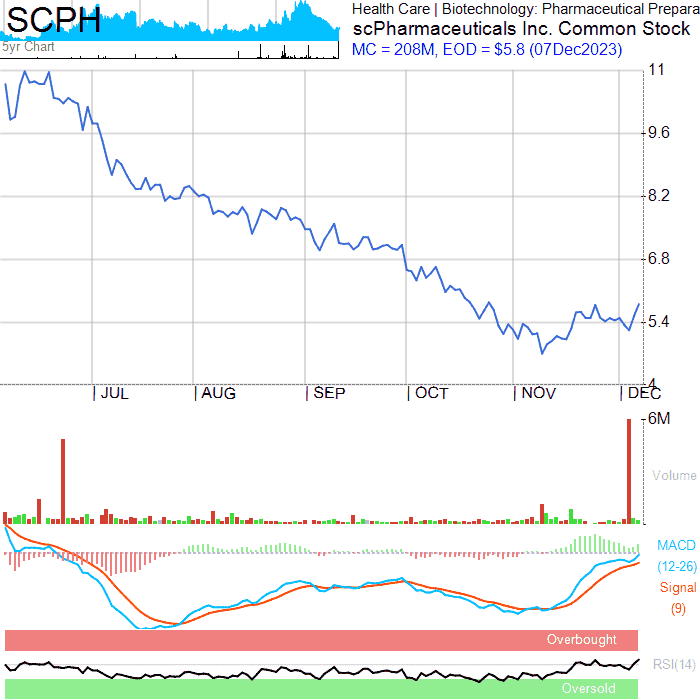 SCPH
5yr Chart
Health Care | Biotechnology: Pharmaceutical Prepara
scPharmaceuticals Inc. Common Stock
MC = 208M, EOD = $5.8 (07Dec2023)
11
9.6
8.2
6.8
5.4
4
JUL AUG SEP OCT NOV DEC
6M
Volume
MACD
(12-26)
Signal
(9)
Overbought
RSI(14)
Oversold